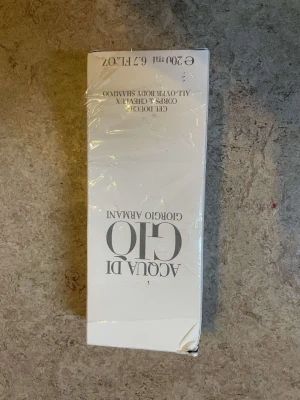 ACQUA DI
GIÒ
GIORGIO ARMANI
GEL DOUCHE
CORPS & CHEVEUX
ALL-OVER BODY SHAMPOO
℮ 200 ml 6.7 FL. OZ